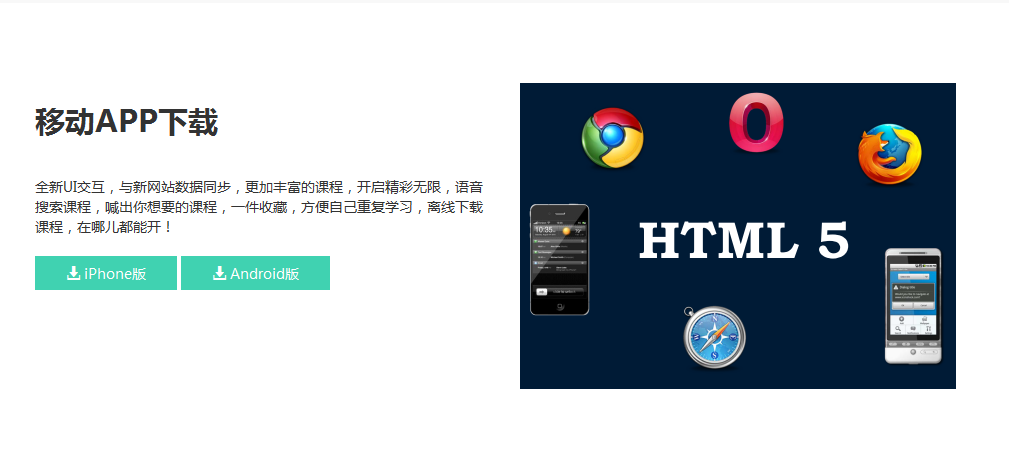 移动APP下载
全新UI交互，与新网站数据同步，更加丰富的课程，开启精彩无限，语音
搜索课程，喊出你想要的课程，一件收藏，方便自己重复学习，离线下载
课程，在哪儿都能开！
iPhone版 Android版
HTML 5
10:35